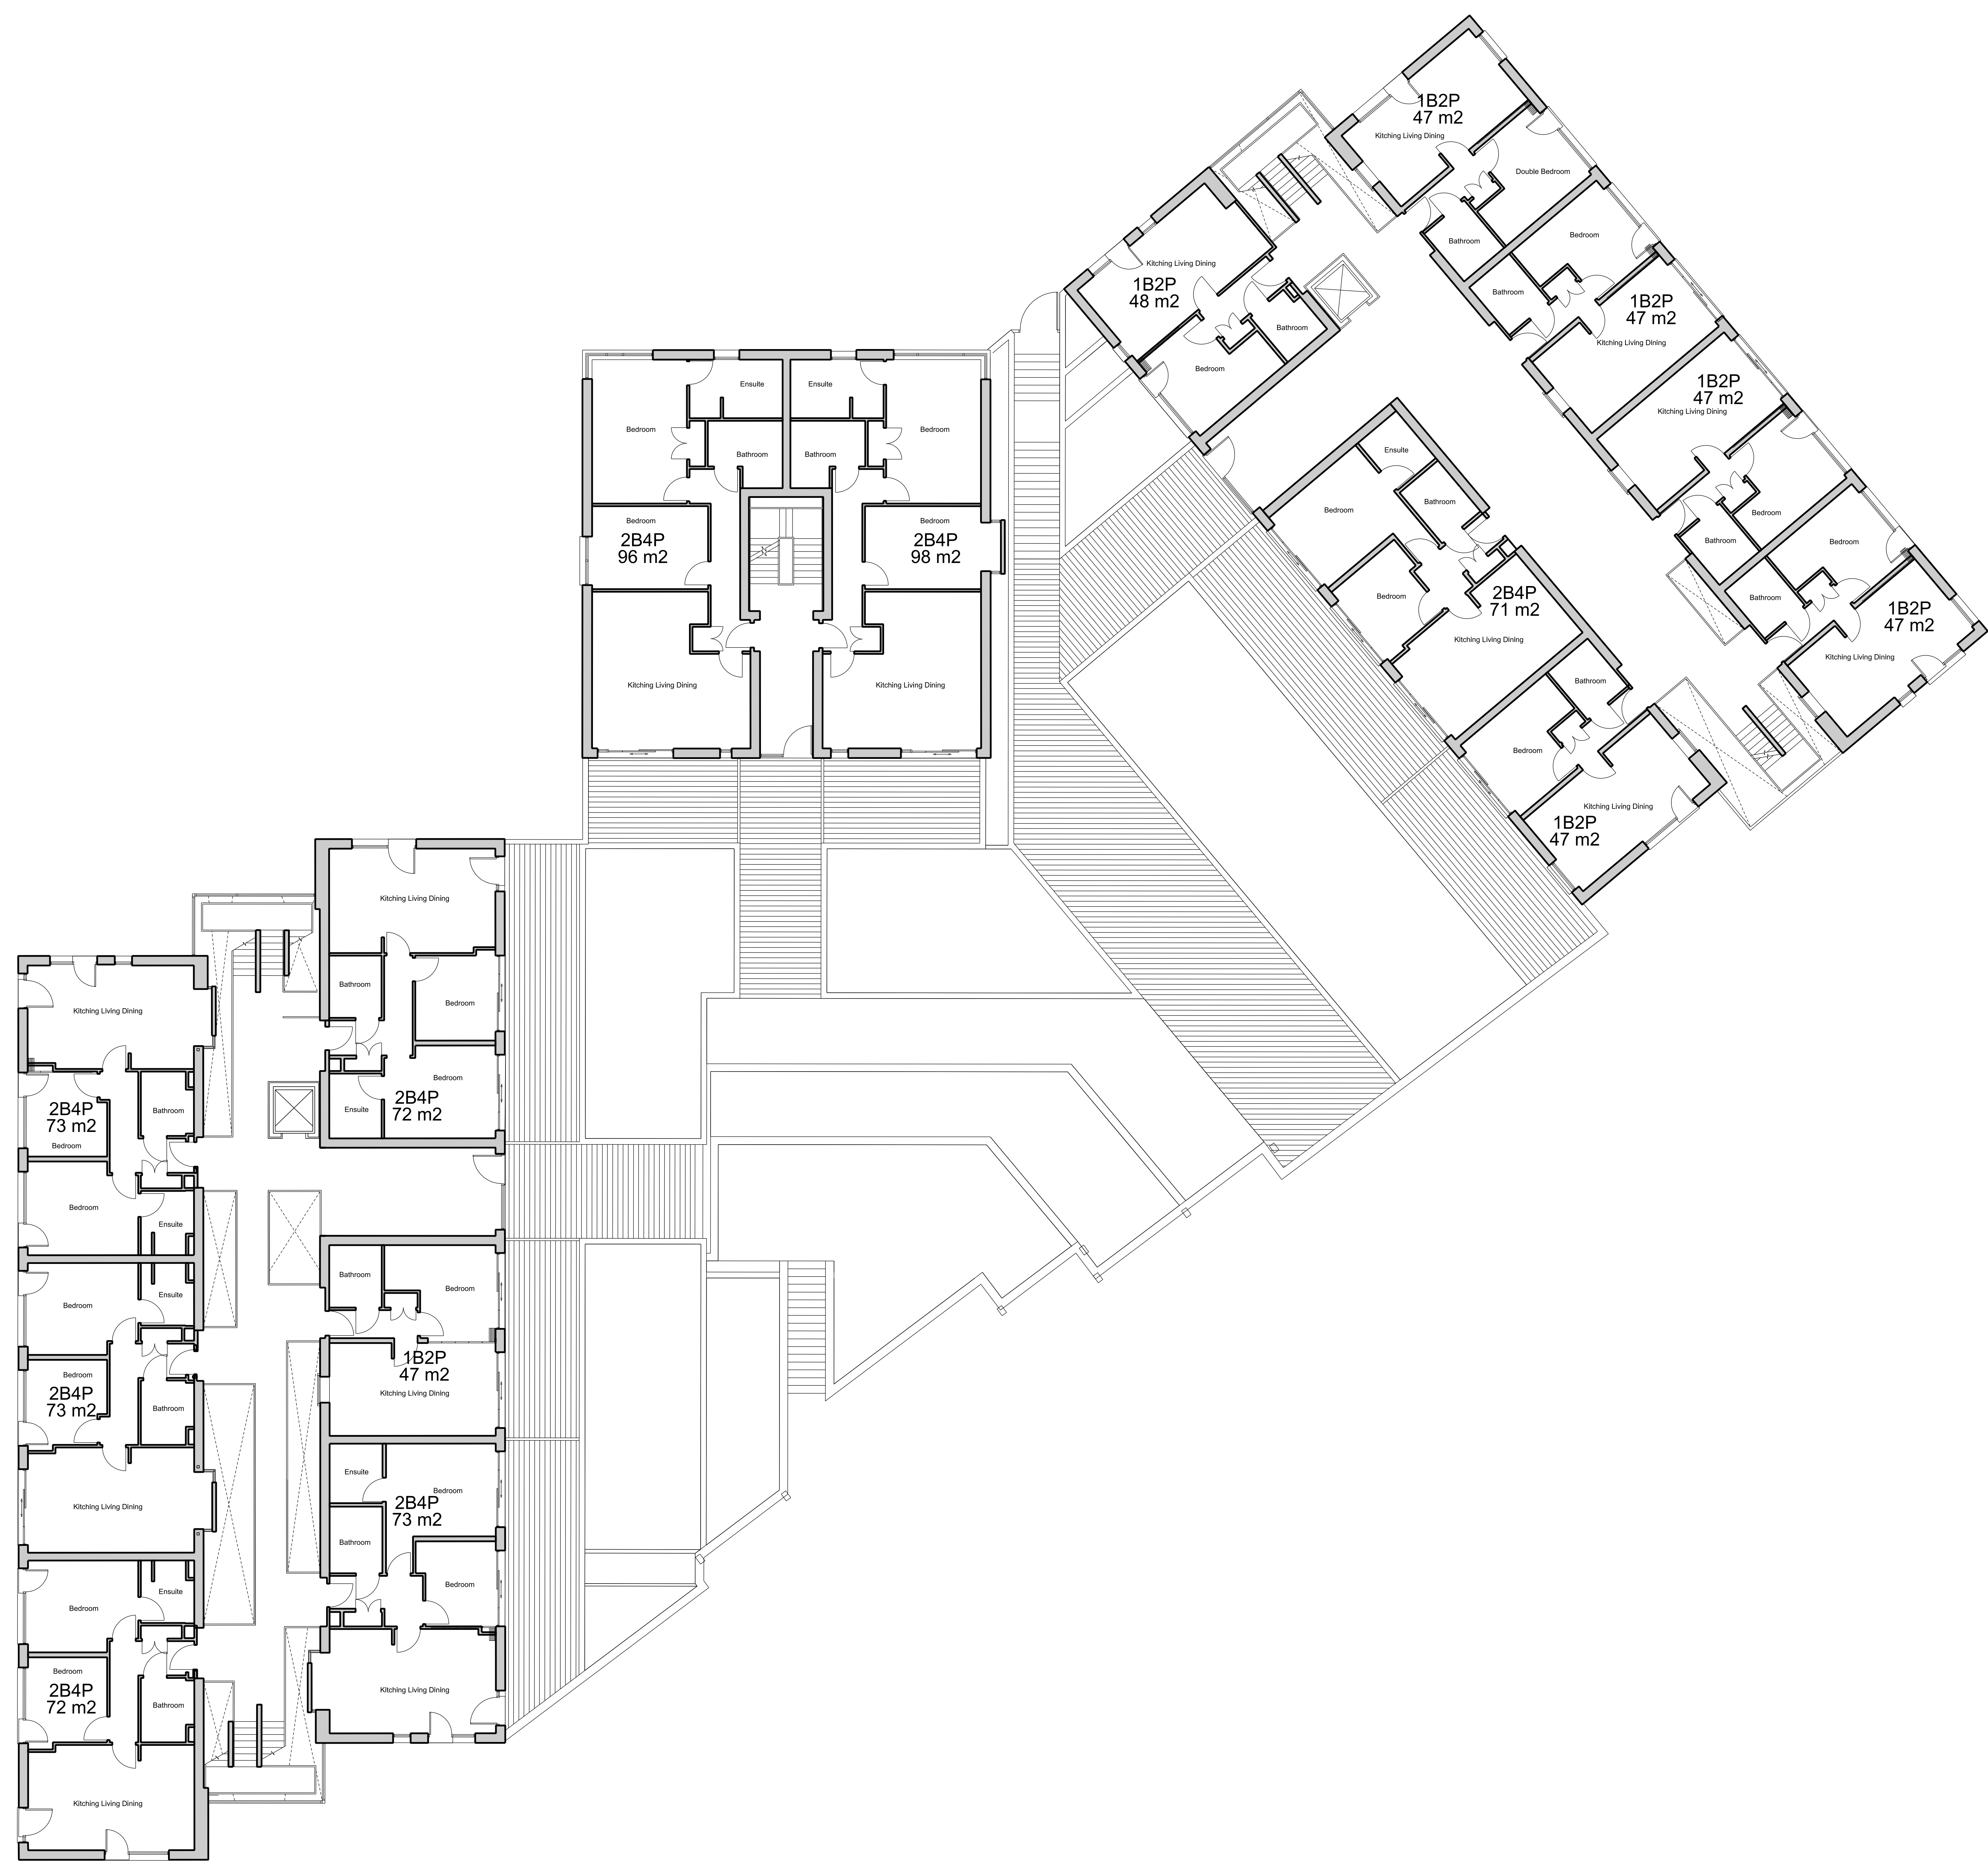 1B2P
47 m2
Kitching Living Dining
Double Bedroom
Bathroom
Bedroom
Kitching Living Dining
1B2P
48 m2
Bathroom
Bedroom
Bathroom
1B2P
47 m2
Kitching Living Dining
1B2P
47 m2
Kitching Living Dining
Bedroom
Bathroom
Bedroom
Bathroom
1B2P
47 m2
Kitching Living Dining
Ensuite
Bathroom
Bedroom
Bedroom
2B4P
71 m2
Kitching Living Dining
Bathroom
Bedroom
Kitching Living Dining
1B2P
47 m2
Ensuite
Ensuite
Bedroom
Bedroom
Bathroom
Bathroom
Bedroom
2B4P
96 m2
Bedroom
2B4P
98 m2
Kitching Living Dining
Kitching Living Dining
Kitching Living Dining
Bathroom
Bedroom
Bedroom
2B4P
72 m2
Ensuite
Kitching Living Dining
2B4P
73 m2
Bedroom
Bathroom
Bedroom
Ensuite
Bedroom
Ensuite
Bedroom
2B4P
73 m2
Bathroom
Kitching Living Dining
Bathroom
Bedroom
1B2P
47 m2
Kitching Living Dining
Ensuite
Bedroom
2B4P
73 m2
Bathroom
Bedroom
Kitching Living Dining
Bedroom
Ensuite
Bedroom
2B4P
72 m2
Bathroom
Kitching Living Dining